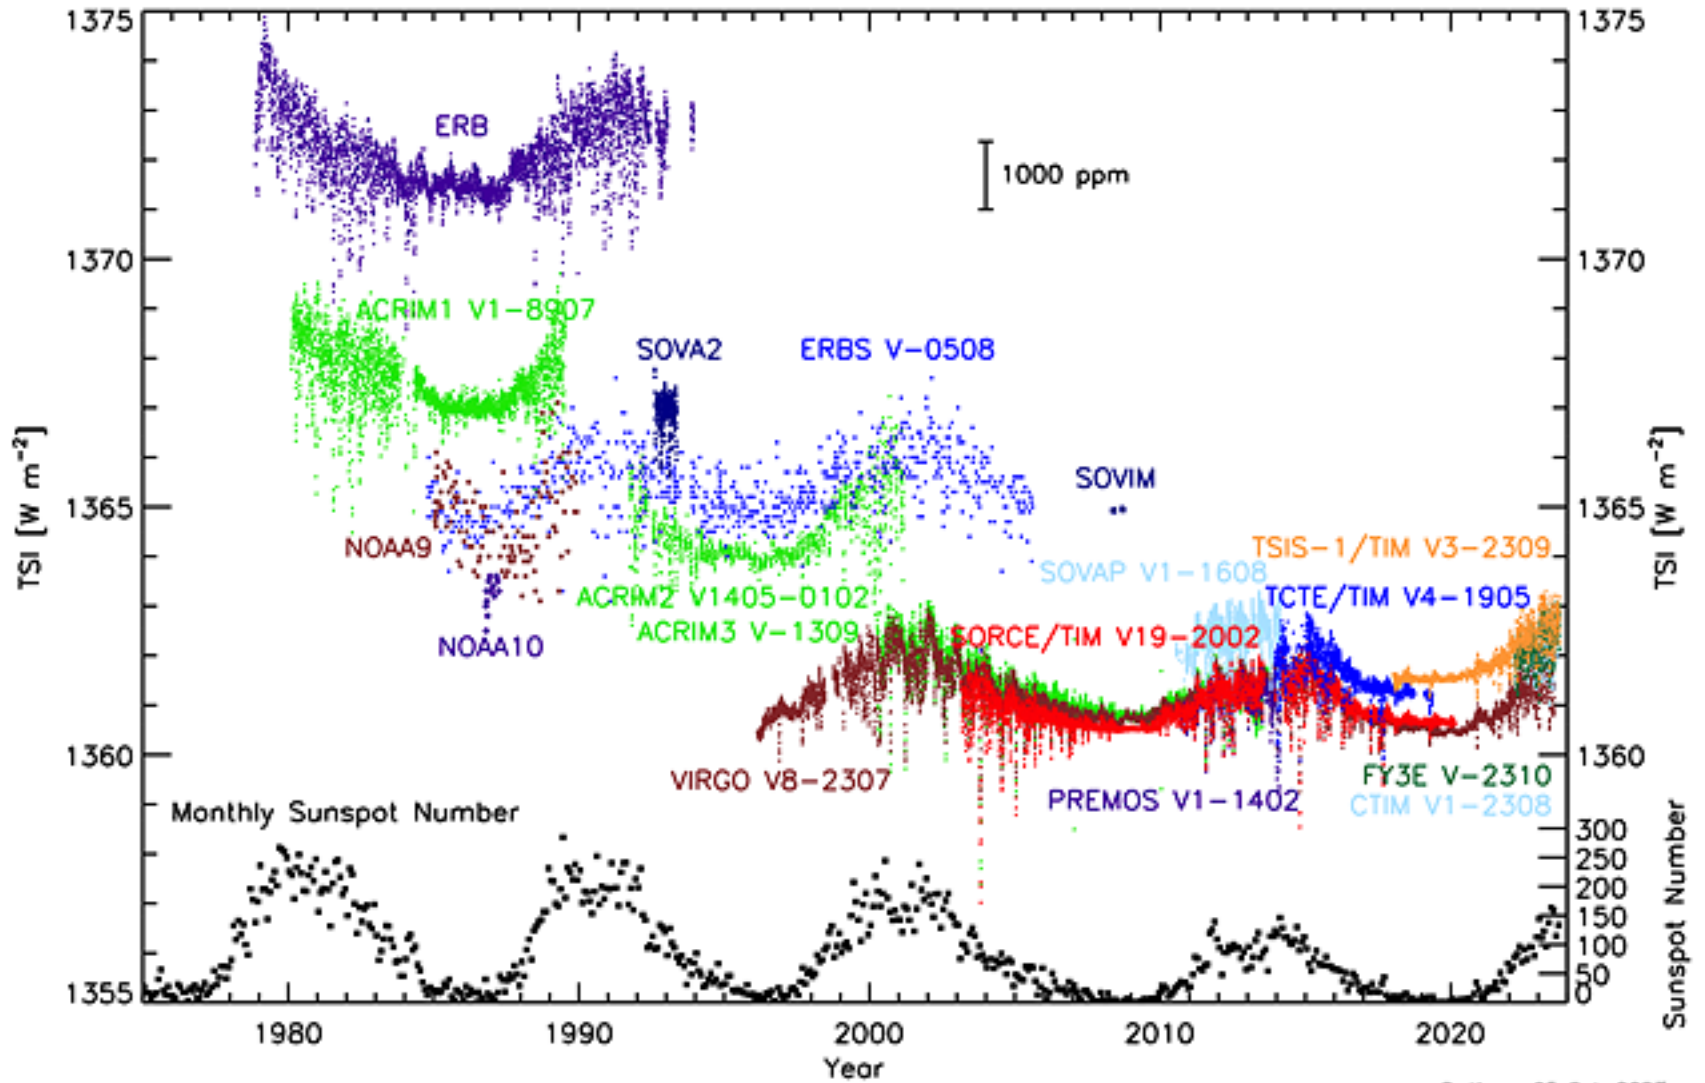 1375
1375
ERB
1000 ppm
1370
1370
ACRIM1 V1-8907
SOVA2
ERBS V-0508
TSI [W m⁻²]
TSI [W m⁻²]
SOVIM
1365
1365
NOAA9
TSIS-1/TIM V3-2309
SOVAP V1-1608
ACRIM2 V1405-0102
TCTE/TIM V4-1905
NOAA10
ACRIM3 V-1309
SORCE/TIM V19-2002
1360
1360
VIRGO V8-2307
FY3E V-2310
PREMOS V1-1402
CTIM V1-2308
Monthly Sunspot Number
300
250
200
150
100
50
0
Sunspot Number
1355
1980
1990
2000
2010
2020
Year